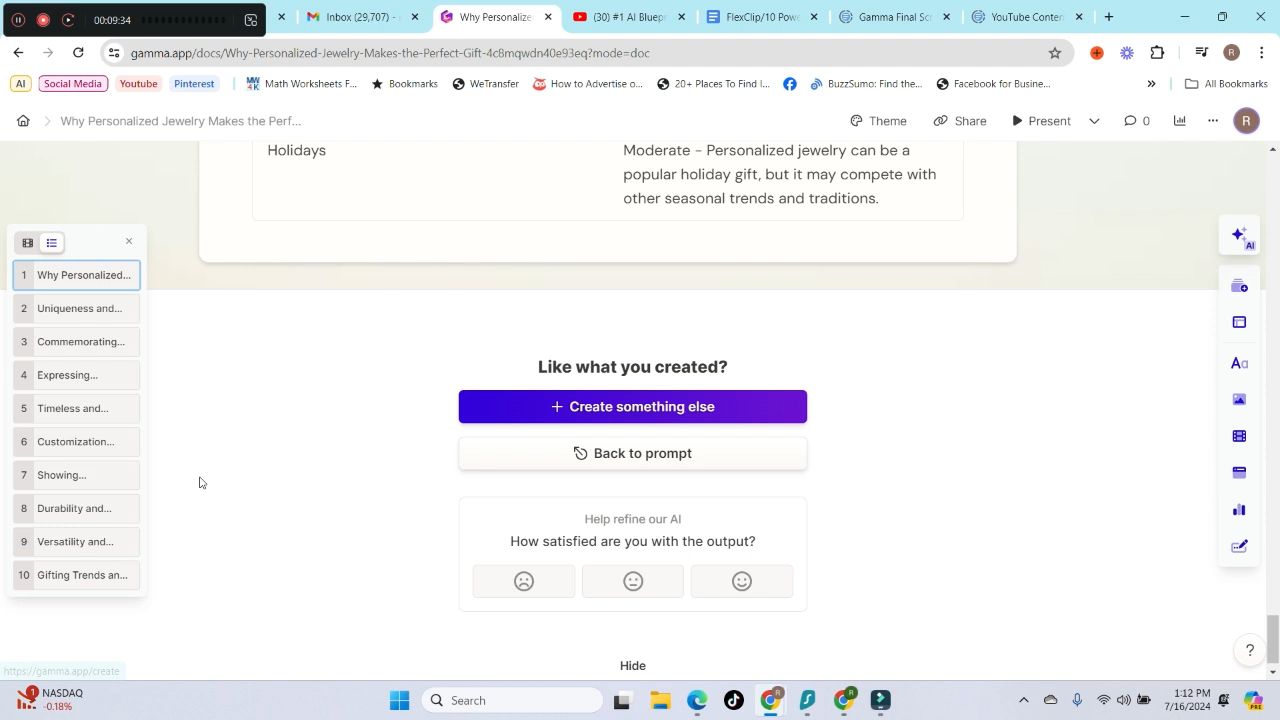 00:09:34
Inbox (29,707) -
Why Personalize
(30) #1 AI Bluep
Flexjobs
Gamma Final Sc
YouTube Conter
gamma.app/docs/Why-Personalized-Jewelry-Makes-the-Perfect-Gift-4c8nqwdn40e93eq?mode=doc
R
AI
Social Media
Youtube
Pinterest
Math Worksheets F...
Bookmarks
WeTransfer
How to Advertise o...
20+ Places To Find I...
BuzzSumo: Find the...
Facebook for Busine...
»
All Bookmarks
Why Personalized Jewelry Makes the Perf...
Theme
Share
Present
0
R
Holidays
Moderate - Personalized jewelry can be a
popular holiday gift, but it may compete with
other seasonal trends and traditions.
1 Why Personalized...
2 Uniqueness and...
3 Commemorating...
4 Expressing...
5 Timeless and...
6 Customization...
7 Showing...
8 Durability and...
9 Versatility and...
10 Gifting Trends an...
AI
Aa
Like what you created?
+ Create something else
Back to prompt
Help refine our AI
How satisfied are you with the output?
Hide
?
https://gamma.app/create
1
NASDAQ
-0.18%
Search
1:12 PM
7/16/2024